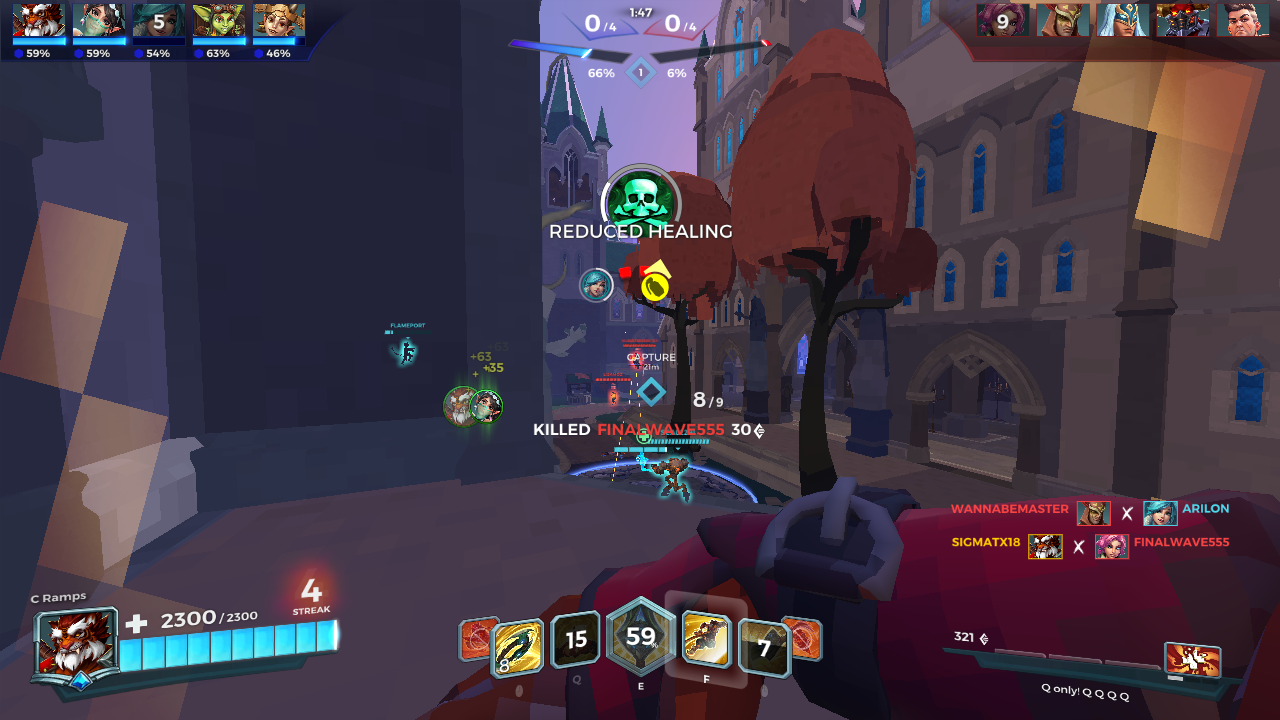 5
59%
59%
54%
63%
46%
0/4
1:47
0/4
66%
1
6%
9
REDUCED HEALING
FLAMEPORT
+63
+63
+35
CAPTURE
21m
8/9
KILLED FINALWAVE555 30
WANNABEMASTER X ARILON
SIGMATX18 X FINALWAVE555
C Ramps
2300/2300
4
STREAK
8
15
Q
59%
E
F
7
321
Q only! Q Q Q Q